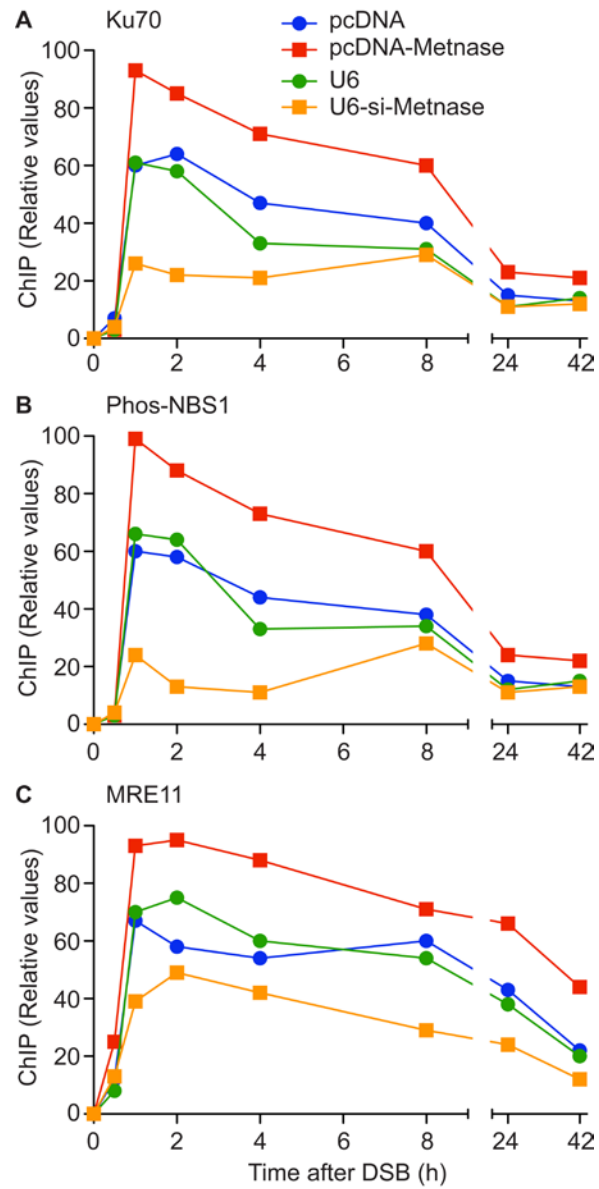 A Ku70
pcDNA
pcDNA-Metnase
U6
U6-si-Metnase
ChIP (Relative values)
100
80
60
40
20
0
0 2 4 6 8 24 42
B Phos-NBS1
ChIP (Relative values)
100
80
60
40
20
0
0 2 4 6 8 24 42
C MRE11
ChIP (Relative values)
100
80
60
40
20
0
0 2 4 6 8 24 42
Time after DSB (h)